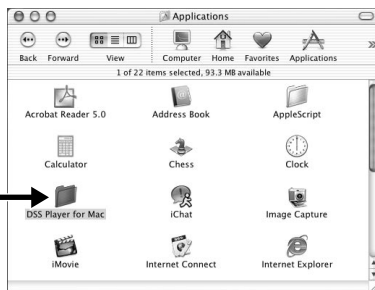 Applications
Back Forward View Computer Home Favorites Applications
1 of 22 items selected, 93.3 MB available
Acrobat Reader 5.0 Address Book AppleScript
Calculator Chess Clock
DSS Player for Mac iChat Image Capture
iMovie Internet Connect Internet Explorer